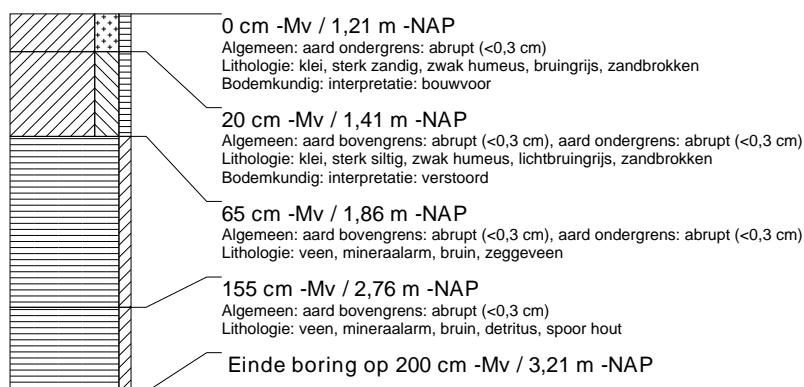 0 cm -Mv / 1,21 m -NAP
Algemeen: aard ondergrens: abrupt (<0,3 cm)
Lithologie: klei, sterk zandig, zwak humeus, bruingrijs, zandbrokken
Bodemkundig: interpretatie: bouwvoor
20 cm -Mv / 1,41 m -NAP
Algemeen: aard bovengrens: abrupt (<0,3 cm), aard ondergrens: abrupt (<0,3 cm)
Lithologie: klei, sterk siltig, zwak humeus, lichtbruingrijs, zandbrokken
Bodemkundig: interpretatie: verstoord
65 cm -Mv / 1,86 m -NAP
Algemeen: aard bovengrens: abrupt (<0,3 cm), aard ondergrens: abrupt (<0,3 cm)
Lithologie: veen, mineraalarm, bruin, zeggeveen
155 cm -Mv / 2,76 m -NAP
Algemeen: aard bovengrens: abrupt (<0,3 cm)
Lithologie: veen, mineraalarm, bruin, detritus, spoor hout
Einde boring op 200 cm -Mv / 3,21 m -NAP